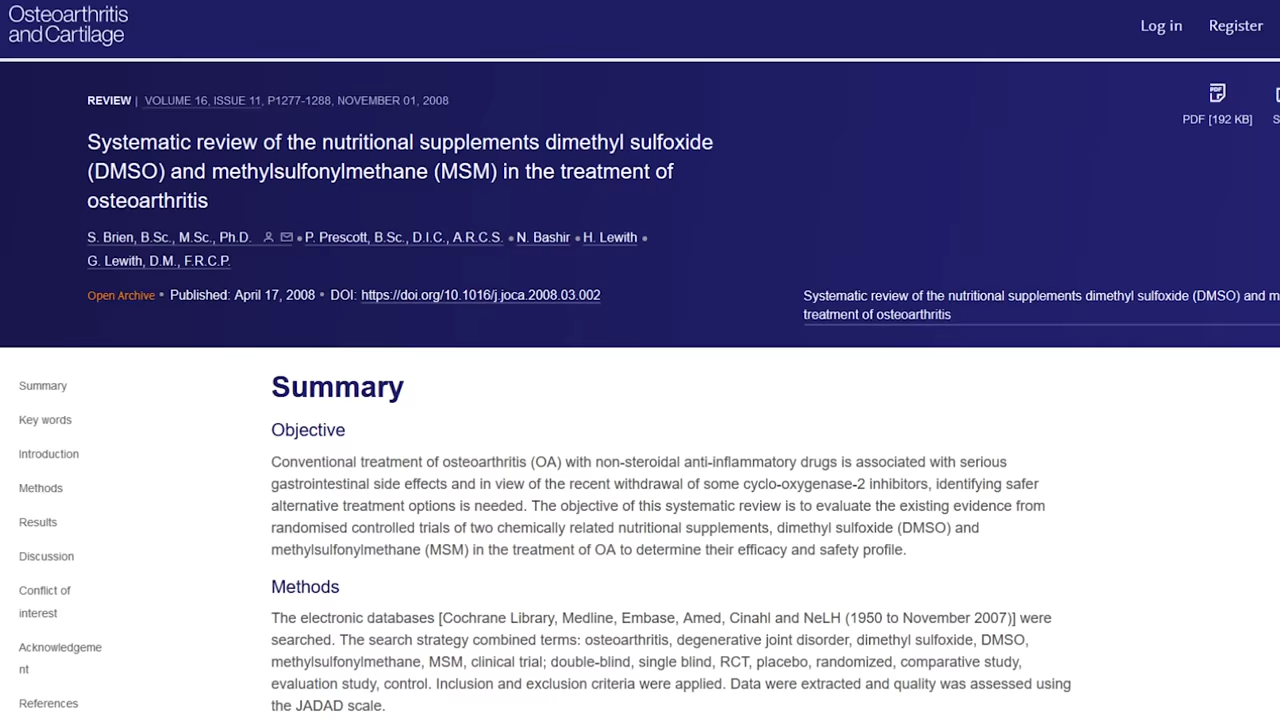 Osteoarthritis
and Cartilage
Log in
Register
REVIEW | VOLUME 16, ISSUE 11, P1277-1288, NOVEMBER 01, 2008
PDF [192 KB]
S
Systematic review of the nutritional supplements dimethyl sulfoxide
(DMSO) and methylsulfonylmethane (MSM) in the treatment of
osteoarthritis
S. Brien, B.Sc., M.Sc., Ph.D. • P. Prescott, B.Sc., D.I.C., A.R.C.S. • N. Bashir • H. Lewith •
G. Lewith, D.M., F.R.C.P.
Open Archive • Published: April 17, 2008 • DOI: https://doi.org/10.1016/j.joca.2008.03.002
Systematic review of the nutritional supplements dimethyl sulfoxide (DMSO) and m
treatment of osteoarthritis
Summary
Key words
Introduction
Methods
Results
Discussion
Conflict of
interest
Acknowledgeme
nt
References
Summary
Objective
Conventional treatment of osteoarthritis (OA) with non-steroidal anti-inflammatory drugs is associated with serious
gastrointestinal side effects and in view of the recent withdrawal of some cyclo-oxygenase-2 inhibitors, identifying safer
alternative treatment options is needed. The objective of this systematic review is to evaluate the existing evidence from
randomised controlled trials of two chemically related nutritional supplements, dimethyl sulfoxide (DMSO) and
methylsulfonylmethane (MSM) in the treatment of OA to determine their efficacy and safety profile.
Methods
The electronic databases [Cochrane Library, Medline, Embase, Amed, Cinahl and NeLH (1950 to November 2007)] were
searched. The search strategy combined terms: osteoarthritis, degenerative joint disorder, dimethyl sulfoxide, DMSO,
methylsulfonylmethane, MSM, clinical trial; double-blind, single blind, RCT, placebo, randomized, comparative study,
evaluation study, control. Inclusion and exclusion criteria were applied. Data were extracted and quality was assessed using
the JADAD scale.